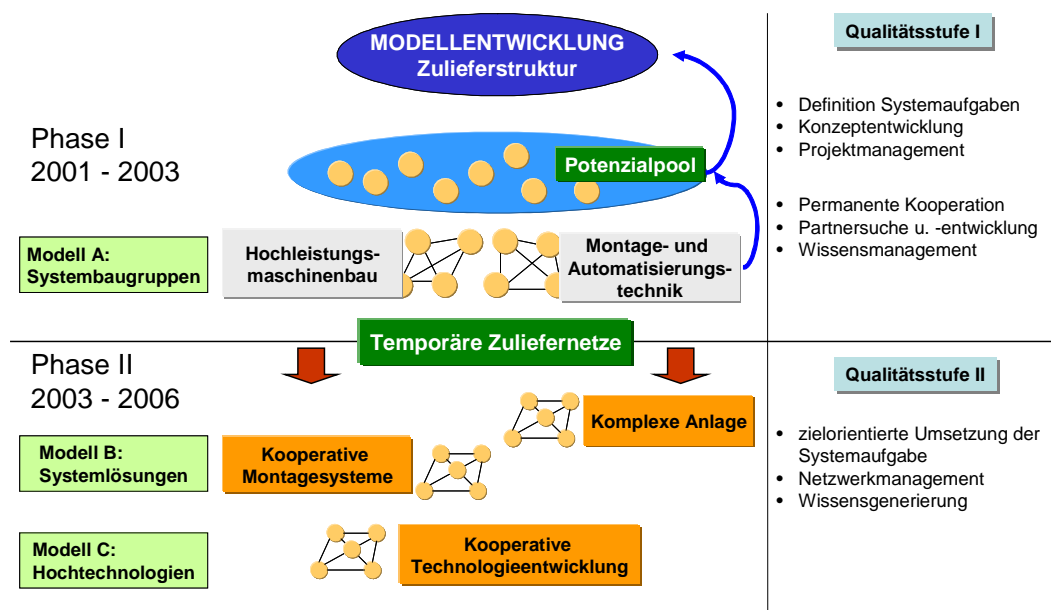 MODELLENTWICKLUNG
Zulieferstruktur
Qualitätsstufe I
Phase I
2001 - 2003
Potenzialpool
• Definition Systemaufgaben
• Konzeptentwicklung
• Projektmanagement
• Permanente Kooperation
• Partnersuche u. -entwicklung
• Wissensmanagement
Modell A:
Systembaugruppen
Hochleistungs-
maschinenbau
Montage- und
Automatisierungs-
technik
Temporäre Zuliefernetze
Phase II
2003 - 2006
Qualitätsstufe II
Komplexe Anlage
Modell B:
Systemlösungen
Kooperative
Montagesysteme
• zielorientierte Umsetzung der
Systemaufgabe
• Netzwerkmanagement
• Wissensgenerierung
Modell C:
Hochtechnologien
Kooperative
Technologieentwicklung